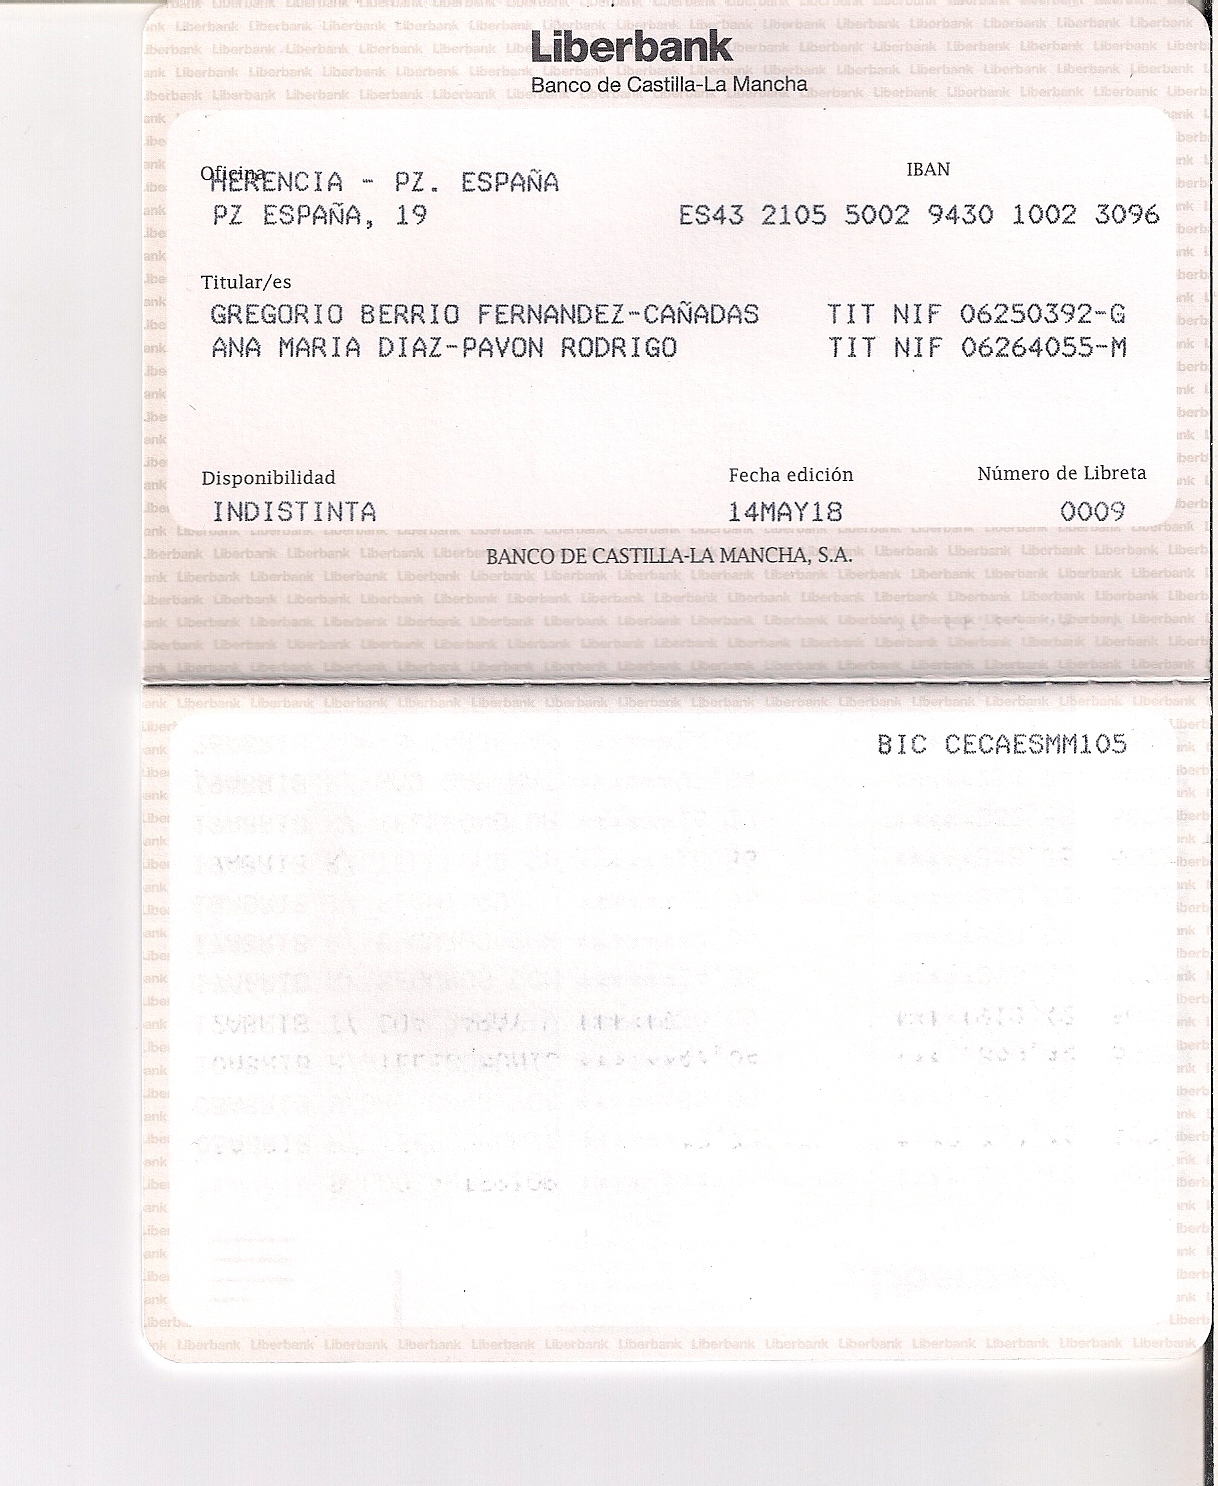 Liberbank
Banco de Castilla-La Mancha
Oficina
IBAN
HERENCIA - PZ. ESPAÑA
PZ ESPAÑA, 19 ES43 2105 5002 9430 1002 3096
Titular/es
GREGORIO BERRIO FERNANDEZ-CAÑADAS TIT NIF 06250392-G
ANA MARIA DIAZ-PAVON RODRIGO TIT NIF 06264055-M
Disponibilidad Fecha edición Número de Libreta
INDISTINTA 14MAY18 0009
BANCO DE CASTILLA-LA MANCHA, S.A.
BIC CECAESMM105